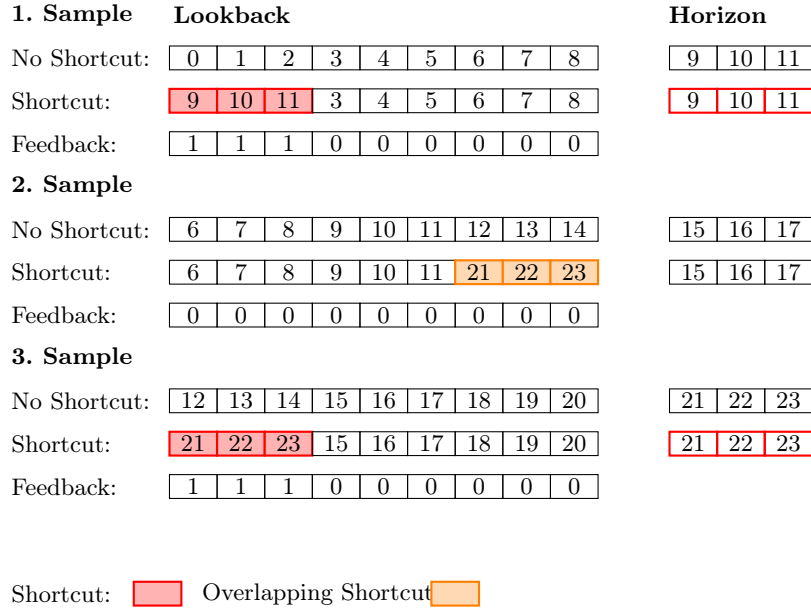 1. Sample Lookback Horizon
No Shortcut: 0 1 2 3 4 5 6 7 8 9 10 11
Shortcut: 9 10 11 3 4 5 6 7 8 9 10 11
Feedback: 1 1 1 0 0 0 0 0 0
2. Sample
No Shortcut: 6 7 8 9 10 11 12 13 14 15 16 17
Shortcut: 6 7 8 9 10 11 21 22 23 15 16 17
Feedback: 0 0 0 0 0 0 0 0 0
3. Sample
No Shortcut: 12 13 14 15 16 17 18 19 20 21 22 23
Shortcut: 21 22 23 15 16 17 18 19 20 21 22 23
Feedback: 1 1 1 0 0 0 0 0 0
Shortcut: Overlapping Shortcut